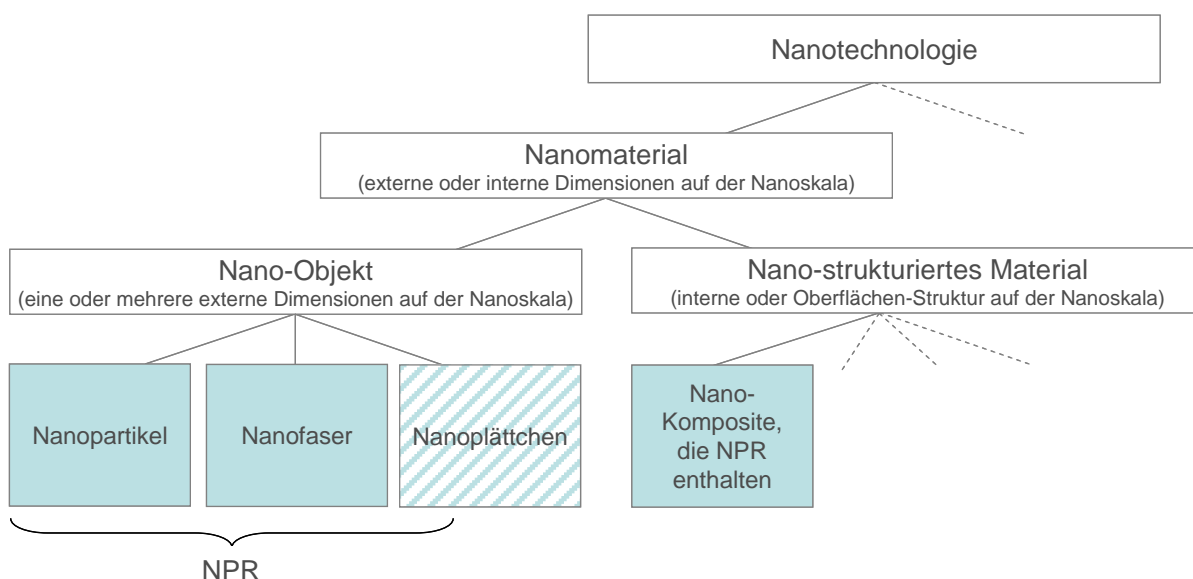 Nanotechnologie
Nanomaterial
(externe oder interne Dimensionen auf der Nanoskala)
Nano-Objekt
(eine oder mehrere externe Dimensionen auf der Nanoskala)
Nano-strukturiertes Material
(interne oder Oberflächen-Struktur auf der Nanoskala)
Nanopartikel
Nanofaser
Nanoplättchen
Nano-
Komposite,
die NPR
enthalten
NPR